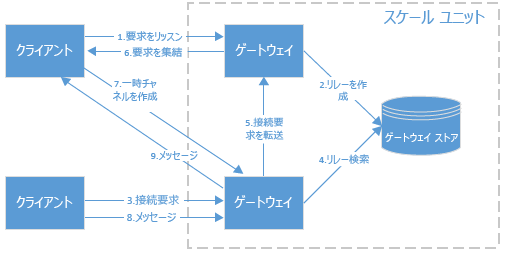 スケール ユニット
クライアント
1.要求をリッスン
6.要求を集結
ゲートウェイ
7.一時チャ
ネルを作成
2.リレーを作
成
ゲートウェイ ストア
5.接続要
求を転送
9.メッセージ
4.リレー検索
クライアント
3.接続要求
8.メッセージ
ゲートウェイ